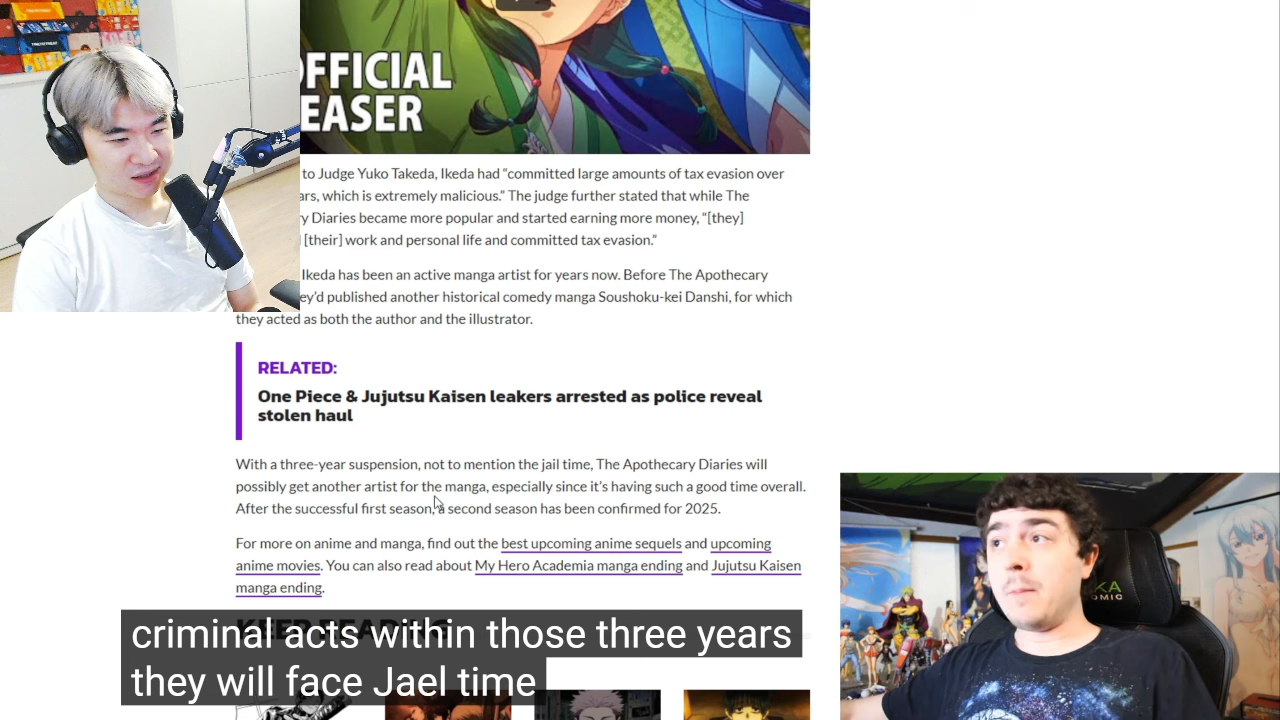 OFFICIAL
EASER
to Judge Yuko Takeda, Ikeda had “committed large amounts of tax evasion over
ars, which is extremely malicious.” The judge further stated that while The
y Diaries became more popular and started earning more money, “[they]
[their] work and personal life and committed tax evasion.”
Ikeda has been an active manga artist for years now. Before The Apothecary
ey’d published another historical comedy manga Soushoku-kei Danshi, for which
they acted as both the author and the illustrator.
RELATED:
One Piece & Jujutsu Kaisen leakers arrested as police reveal
stolen haul
With a three-year suspension, not to mention the jail time, The Apothecary Diaries will
possibly get another artist for the manga, especially since it’s having such a good time overall.
After the successful first season, a second season has been confirmed for 2025.
For more on anime and manga, find out the best upcoming anime sequels and upcoming
anime movies. You can also read about My Hero Academia manga ending and Jujutsu Kaisen
manga ending.
KEEP READING
criminal acts within those three years
they will face Jael time